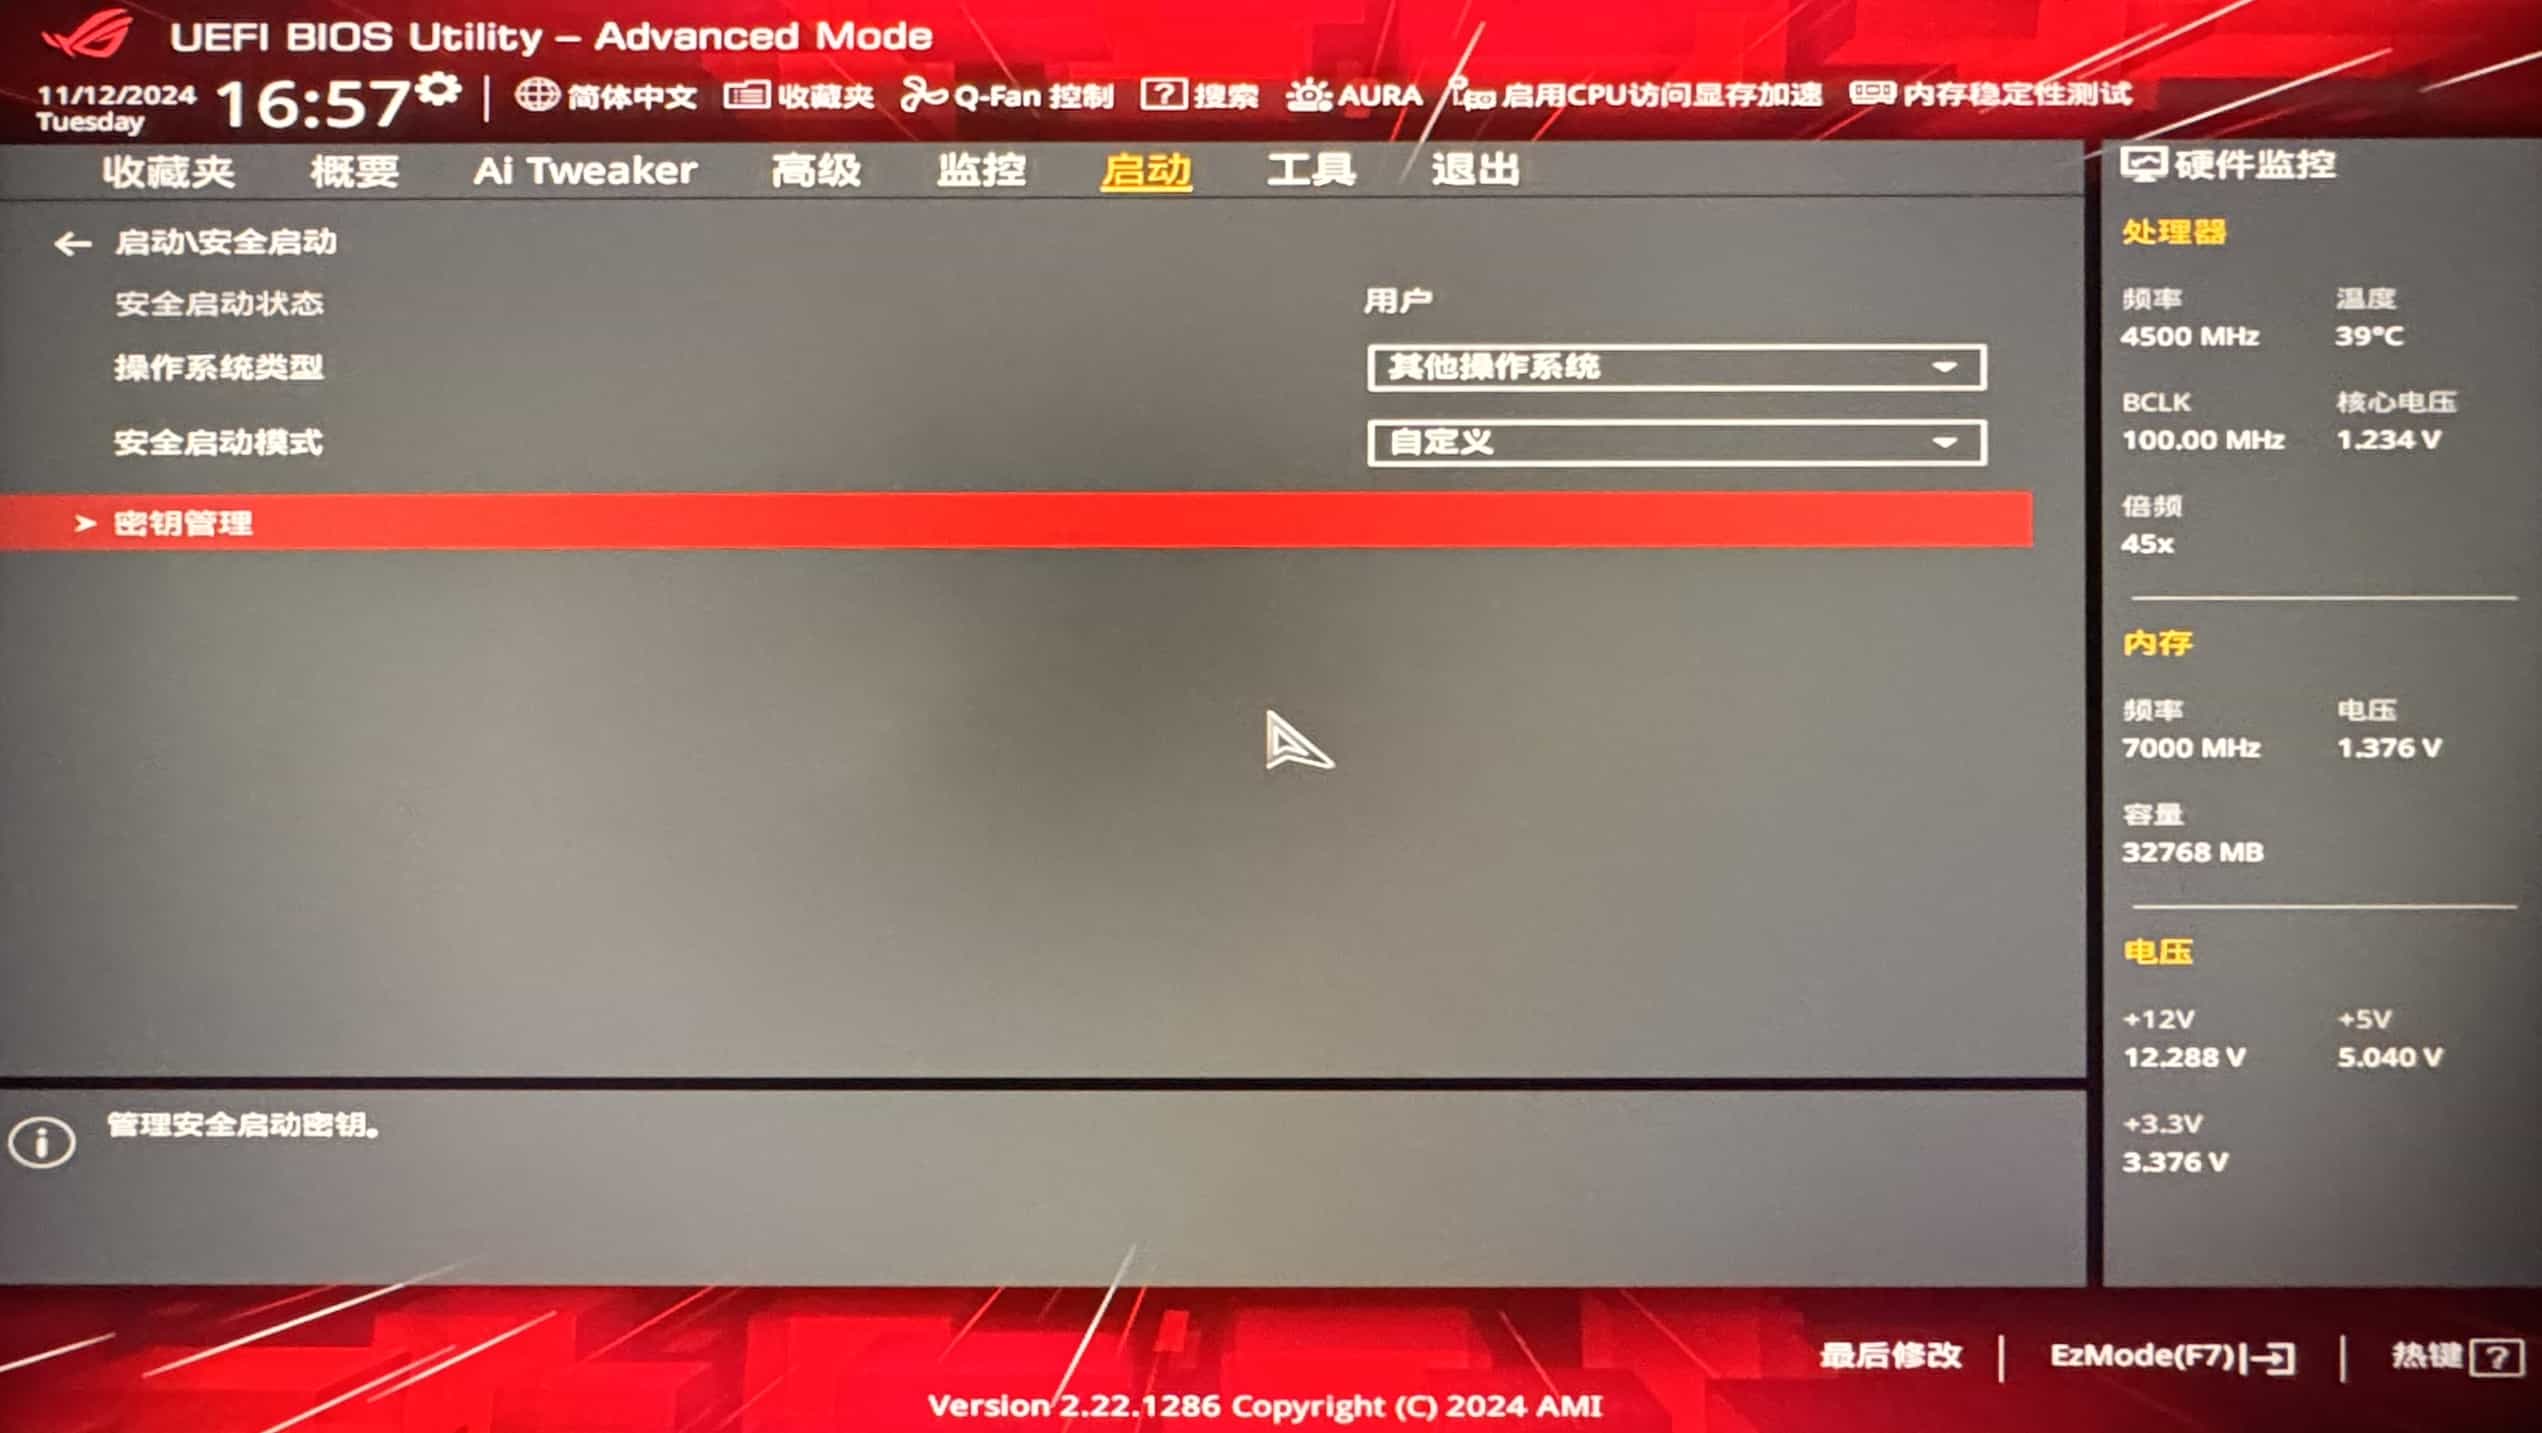 UEFI BIOS Utility – Advanced Mode
11/12/2024
Tuesday
16:57
简体中文
收藏夹
Q-Fan 控制
搜索
AURA
启用CPU访问显存加速
内存稳定性测试
收藏夹 概要 Ai Tweaker 高级 监控 启动 工具 退出
启动\安全启动
安全启动状态 用户
操作系统类型 其他操作系统
安全启动模式 自定义
> 密钥管理
管理安全启动密钥。
硬件监控
处理器
频率 温度
4500 MHz 39°C
BCLK 核心电压
100.00 MHz 1.234 V
倍频
45x
内存
频率 电压
7000 MHz 1.376 V
容量
32768 MB
电压
+12V +5V
12.288 V 5.040 V
+3.3V
3.376 V
最后修改 | EzMode(F7) | 热键 ?
Version 2.22.1286 Copyright (C) 2024 AMI